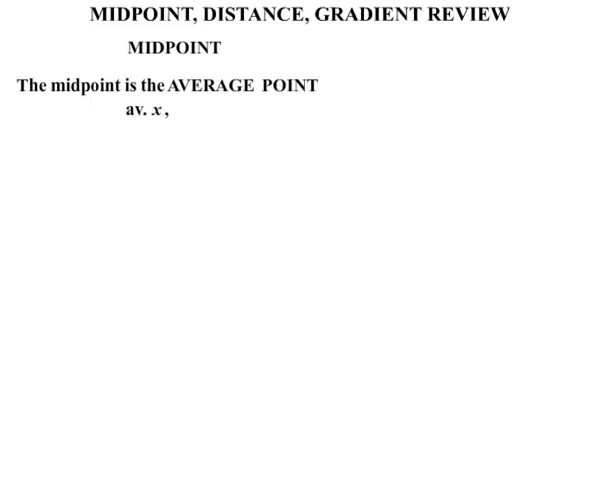 MIDPOINT, DISTANCE, GRADIENT REVIEW
MIDPOINT
The midpoint is the AVERAGE POINT
av. x,